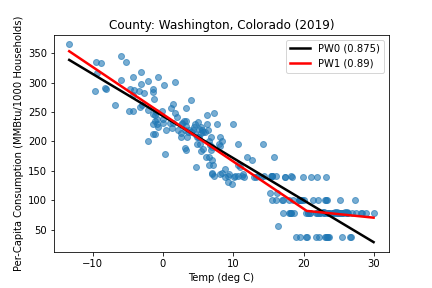 County: Washington, Colorado (2019)
PW0 (0.875)
PW1 (0.89)
Per-Capita Consumption (MMBtu/1000 Households)
350
300
250
200
150
100
50
−10
0
10
20
30
Temp (deg C)